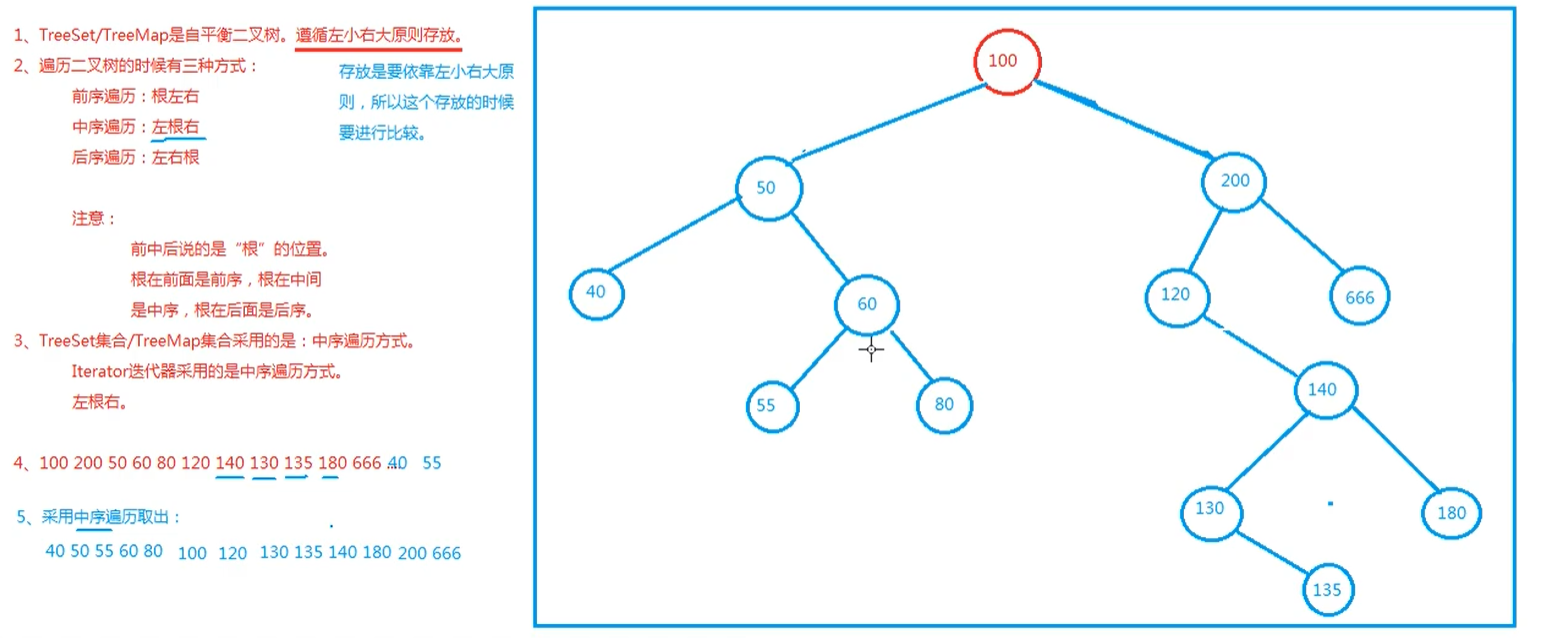 1、TreeSet/TreeMap是自平衡二叉树。遵循左小右大原则存放。
2、遍历二叉树的时候有三种方式：
前序遍历：根左右
中序遍历：左根右
后序遍历：左右根
存放是要依靠左小右大原
则，所以这个存放的时候
要进行比较。
注意：
前中后说的是“根”的位置。
根在前面是前序，根在中间
是中序，根在后面是后序。
3、TreeSet集合/TreeMap集合采用的是：中序遍历方式。
Iterator迭代器采用的是中序遍历方式。
左根右。
4、100 200 50 60 80 120 140 130 135 180 666 40 55
5、采用中序遍历取出：
40 50 55 60 80 100 120 130 135 140 180 200 666
100
50
200
40
60
120
666
55
80
140
130
180
135